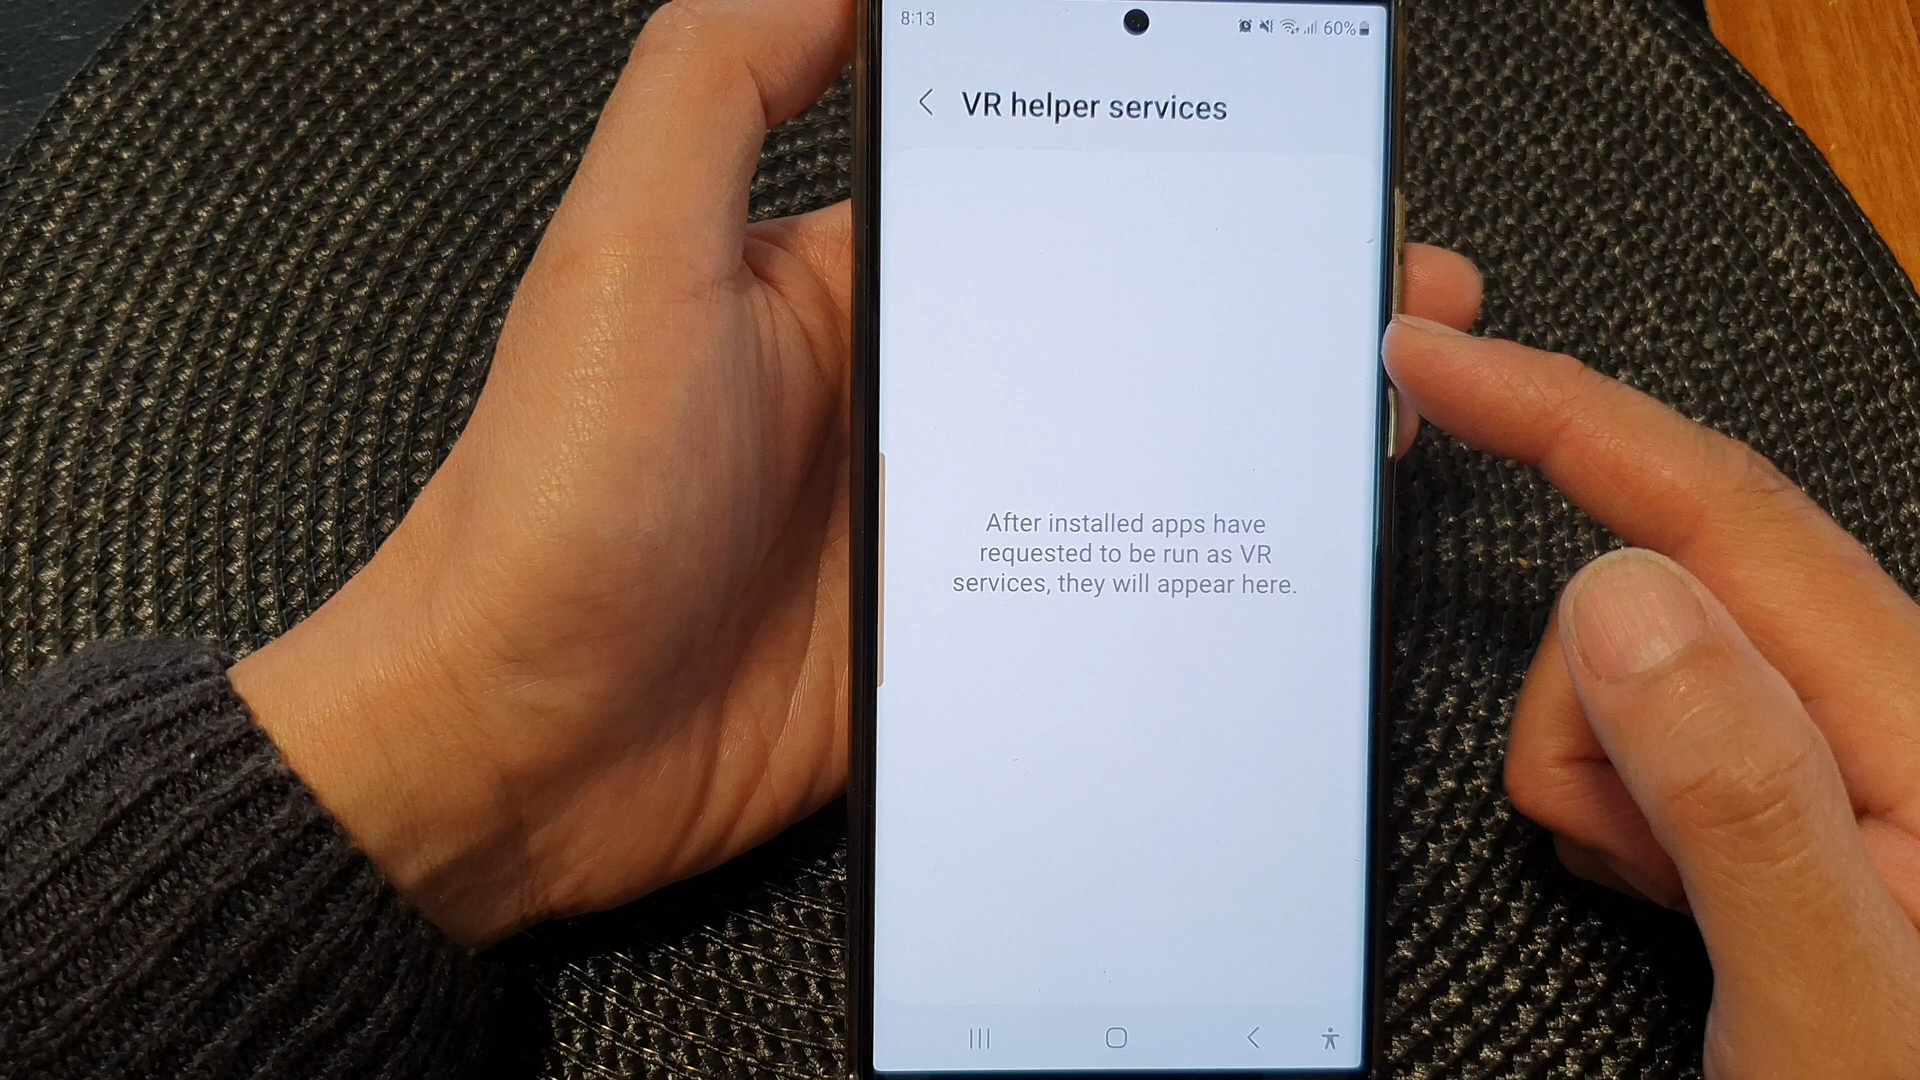 8:13
60%
VR helper services
After installed apps have
requested to be run as VR
services, they will appear here.